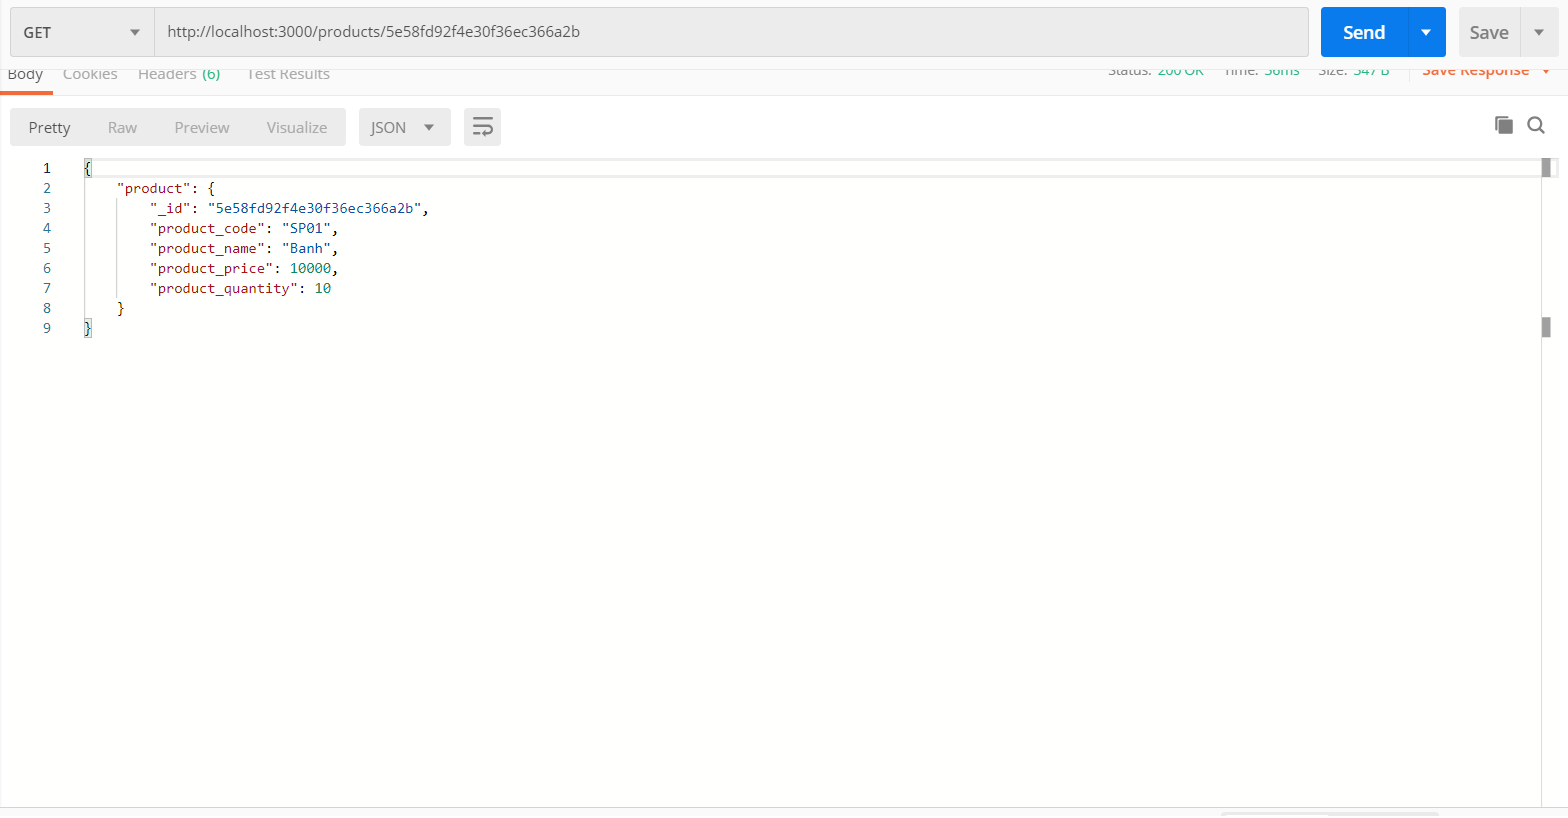 GET http://localhost:3000/products/5e58fd92f4e30f36ec366a2b Send Save
Body Cookies Headers (6) Test Results Status: 200 OK Time: 56ms Size: 347 B Save Response
Pretty Raw Preview Visualize JSON
1 {
2 "product": {
3 "_id": "5e58fd92f4e30f36ec366a2b",
4 "product_code": "SP01",
5 "product_name": "Banh",
6 "product_price": 10000,
7 "product_quantity": 10
8 }
9 }